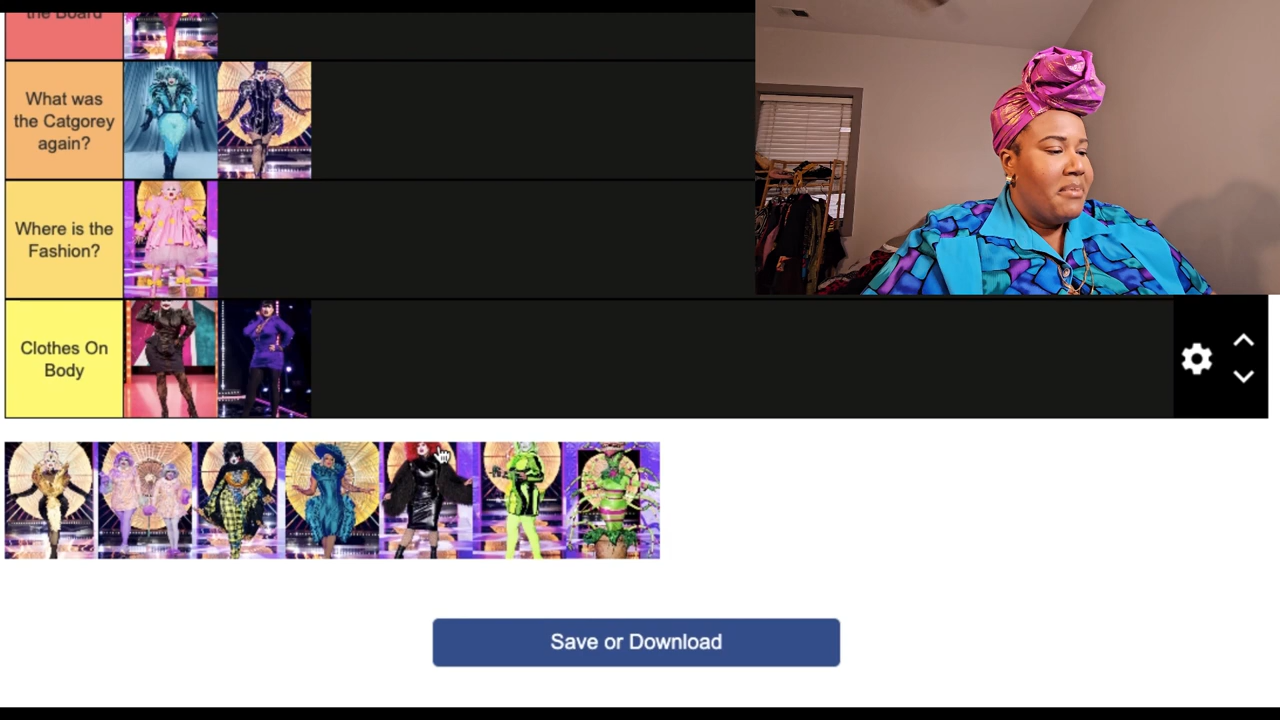 the Board
What was
the Catgorey
again?
Where is the
Fashion?
Clothes On
Body
Save or Download